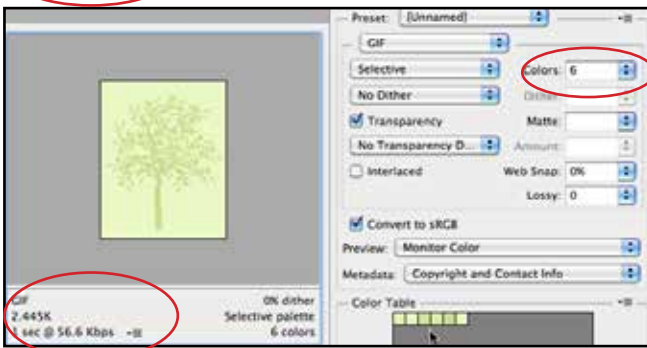 Preset: [Unnamed]
GIF
Selective
Colors: 6
No Dither
Dither:
Transparency
Matte:
No Transparency D...
Amount:
Interlaced
Web Snap: 0%
Lossy: 0
Convert to sRGB
Preview: Monitor Color
Metadata: Copyright and Contact Info
GIF
0% dither
2.445K
Selective palette
1 sec @ 56.6 Kbps
6 colors
Color Table